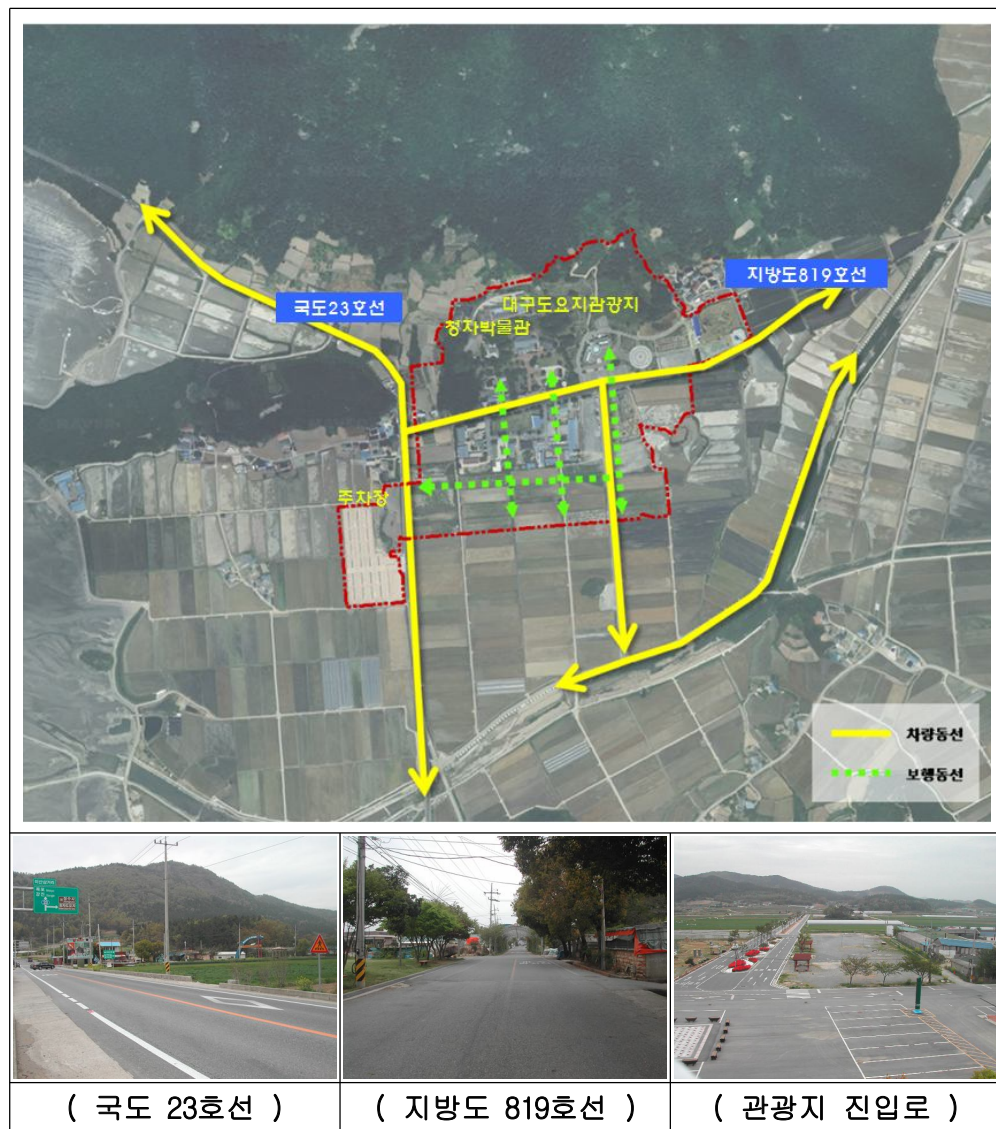 지방도819호선
국도23호선
대구도요지관광지
청자박물관
주차장
차량동선
보행동선
( 국도 23호선 )
( 지방도 819호선 )
( 관광지 진입로 )